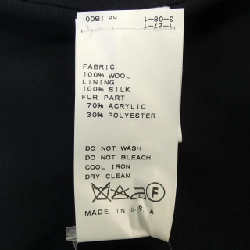 FABRIC
100% WOOL
LINING
100% SILK
FUR PART
70% ACRYLIC
30% POLYESTER
DO NOT WASH
DO NOT BLEACH
COOL IRON
DRY CLEAN
F
MADE IN U.S.A